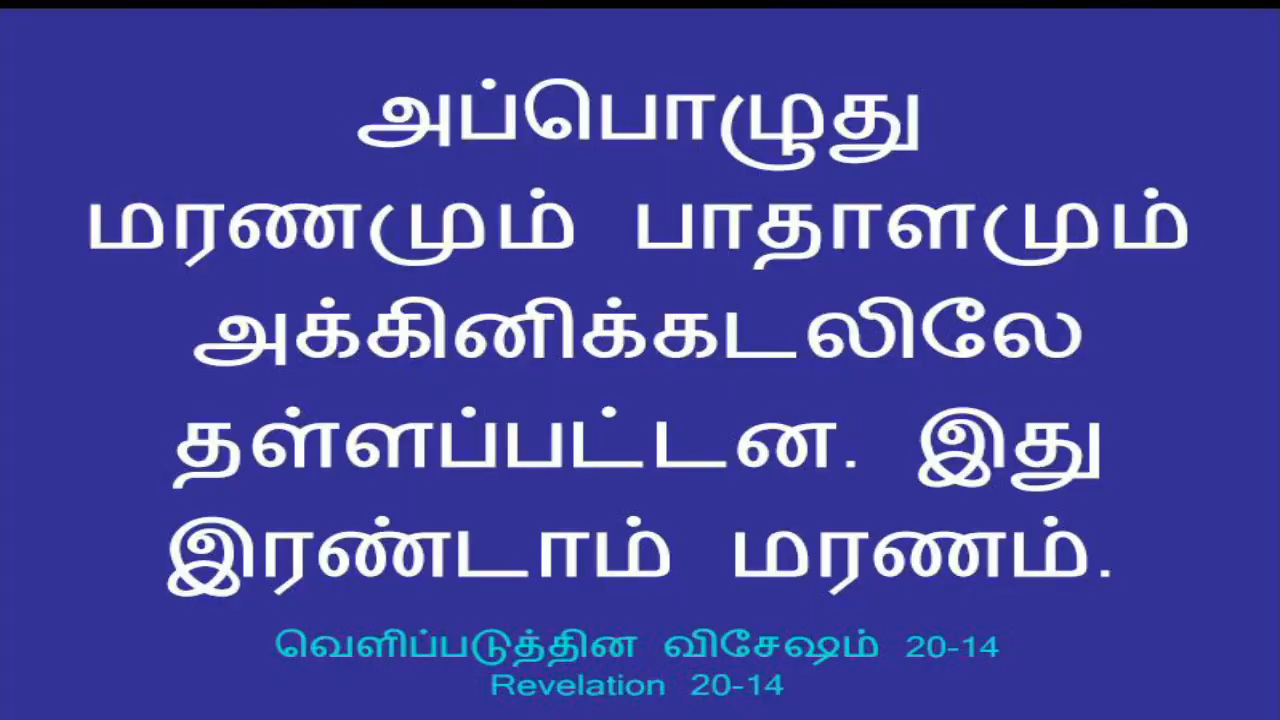 அப்பொழுது
மரணமும் பாதாளமும்
அக்கினிக்கடலிலே
தள்ளப்பட்டன. இது
இரண்டாம் மரணம்.
வெளிப்படுத்தின விசேஷம் 20-14
Revelation 20-14